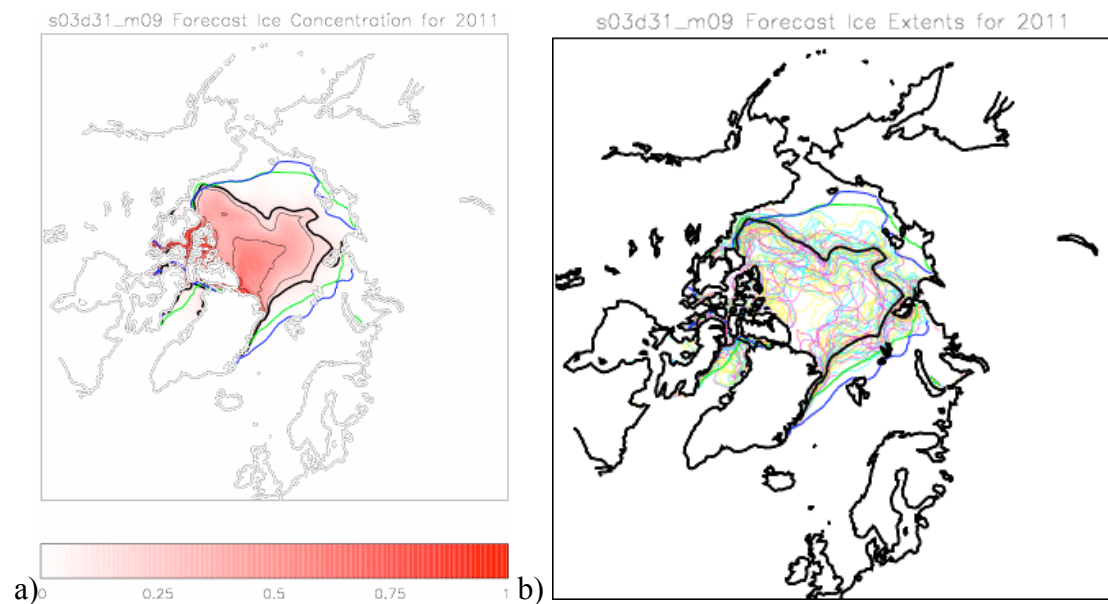 s03d31_m09 Forecast Ice Concentration for 2011
s03d31_m09 Forecast Ice Extents for 2011
0 0.25 0.5 0.75 1
a)
b)